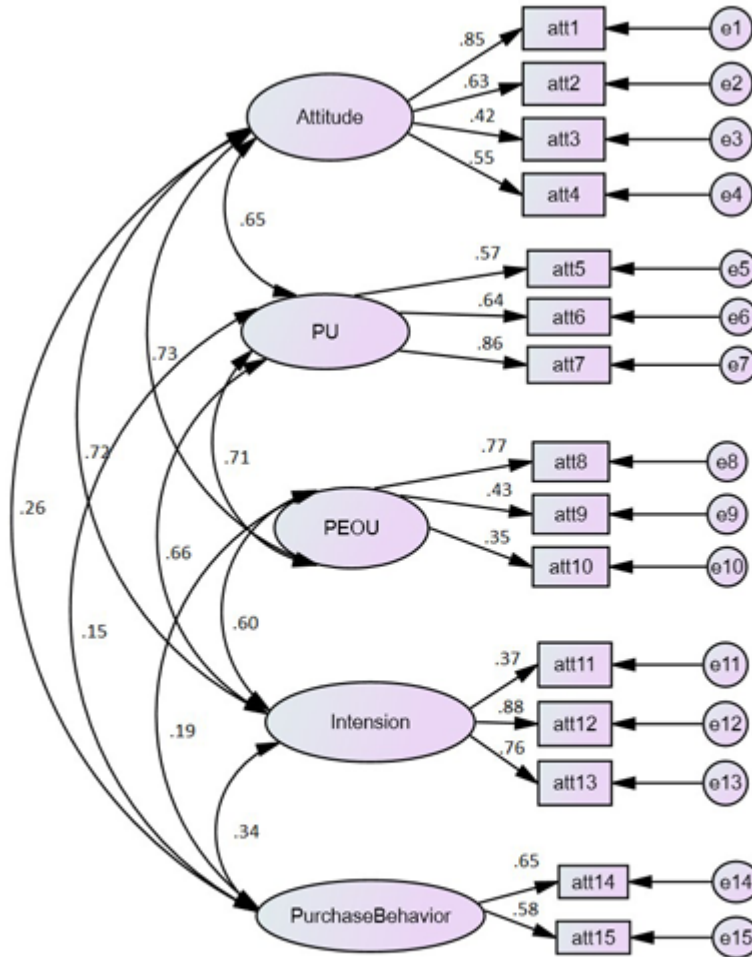 .85
att1
e1
.63
att2
e2
Attitude
.42
att3
e3
.55
att4
e4
.65
.57
att5
e5
.64
att6
e6
PU
.86
att7
e7
.73
.72
.71
.77
att8
e8
.26
.43
att9
e9
PEOU
.35
att10
e10
.66
.15
.60
.37
att11
e11
.88
att12
e12
Intension
.19
.76
att13
e13
.34
.65
att14
e14
PurchaseBehavior
.58
att15
e15